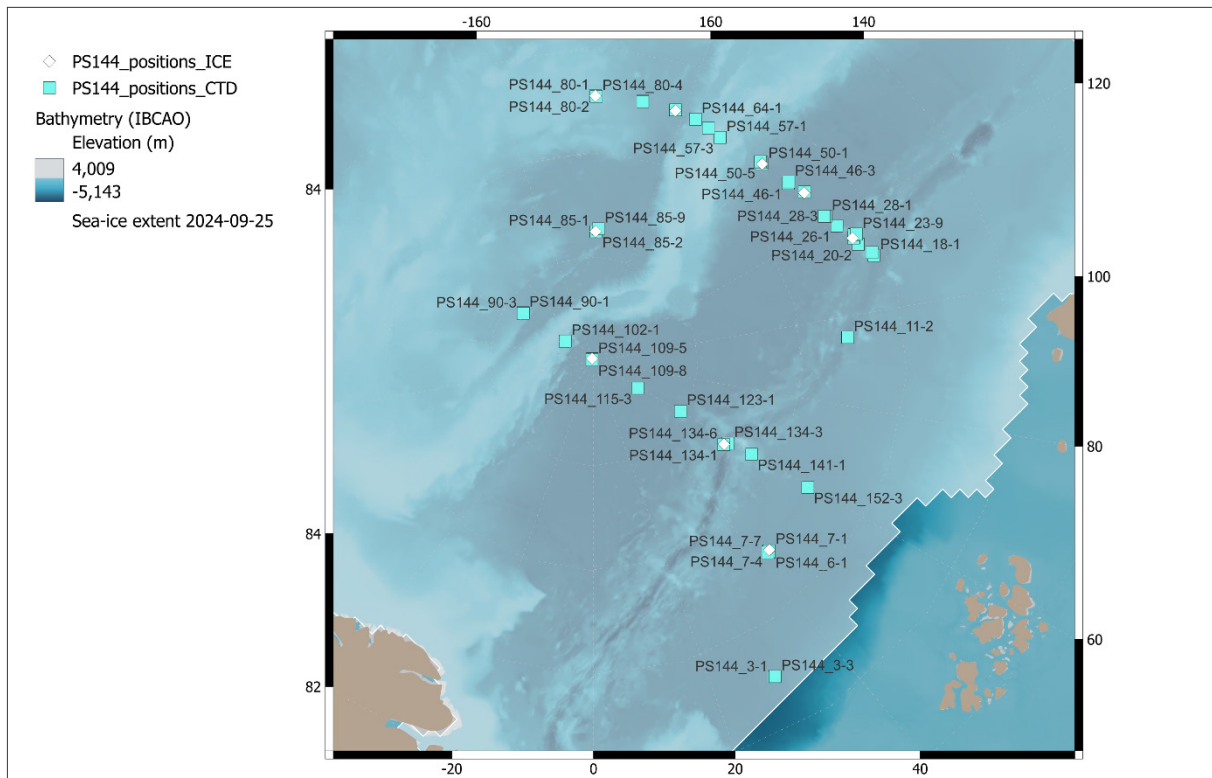 -160 160 140
PS144_positions_ICE
PS144_positions_CTD
Bathymetry (IBCAO)
Elevation (m)
4,009
-5,143
Sea-ice extent 2024-09-25
120
PS144_80-1 PS144_80-4
PS144_80-2 PS144_64-1
PS144_57-1
PS144_57-3
PS144_50-1
PS144_50-5 PS144_46-3
84
PS144_46-1
PS144_28-1
PS144_85-1 PS144_85-9 PS144_28-3 PS144_23-9
PS144_85-2 PS144_26-1 PS144_18-1
PS144_20-2
100
PS144_90-3 PS144_90-1
PS144_102-1 PS144_11-2
PS144_109-5
PS144_109-8
PS144_115-3 PS144_123-1
PS144_134-6 PS144_134-3
80
PS144_134-1
PS144_141-1
PS144_152-3
84
PS144_7-7 PS144_7-1
PS144_7-4 PS144_6-1
60
PS144_3-1 PS144_3-3
82
-20 0 20 40